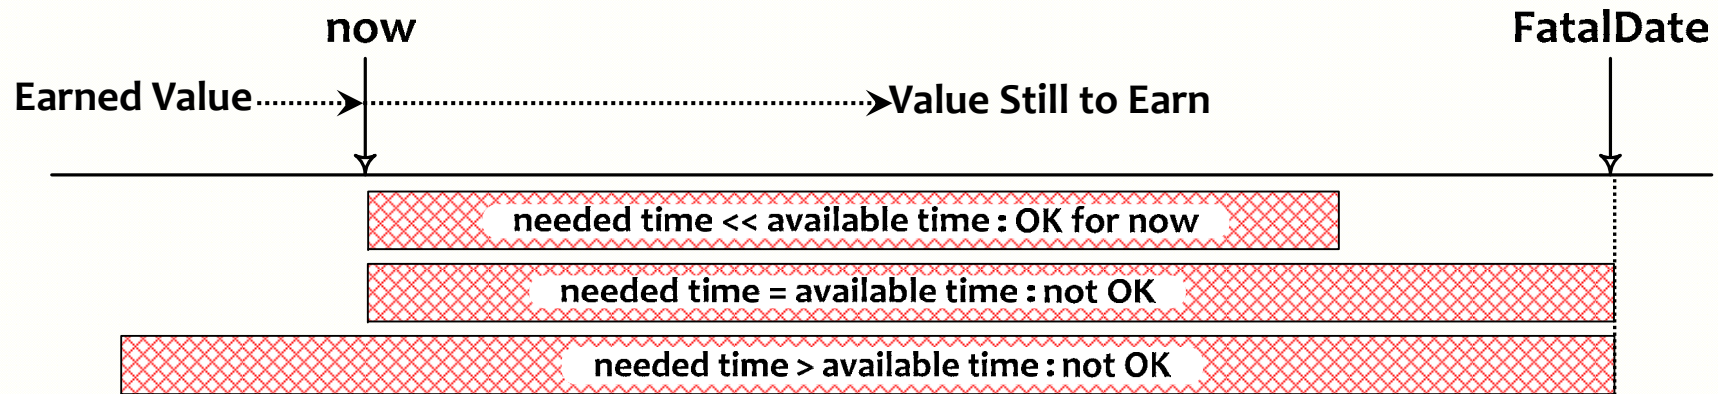 now
FatalDate
Earned Value
Value Still to Earn
needed time << available time : OK for now
needed time = available time : not OK
needed time > available time : not OK